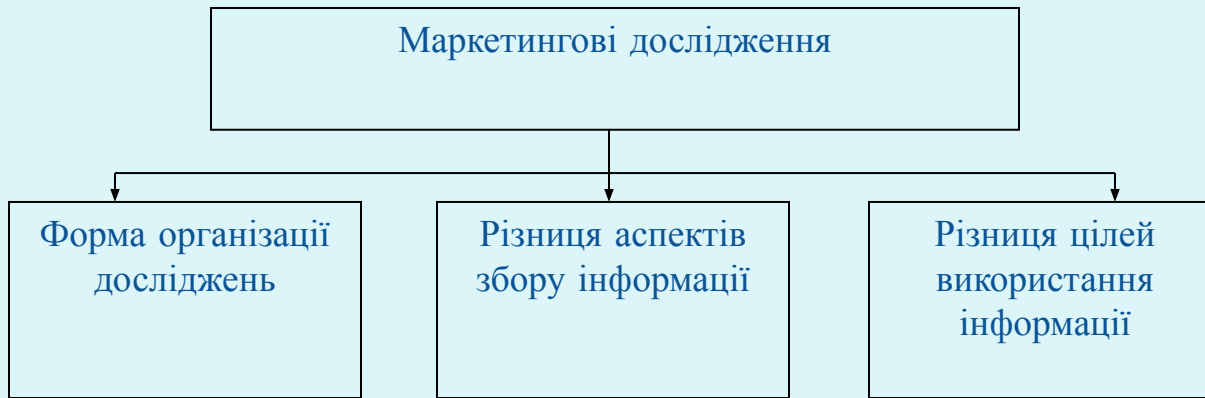 Маркетингові дослідження
Форма організації
досліджень
Різниця аспектів
збору інформації
Різниця цілей
використання
інформації